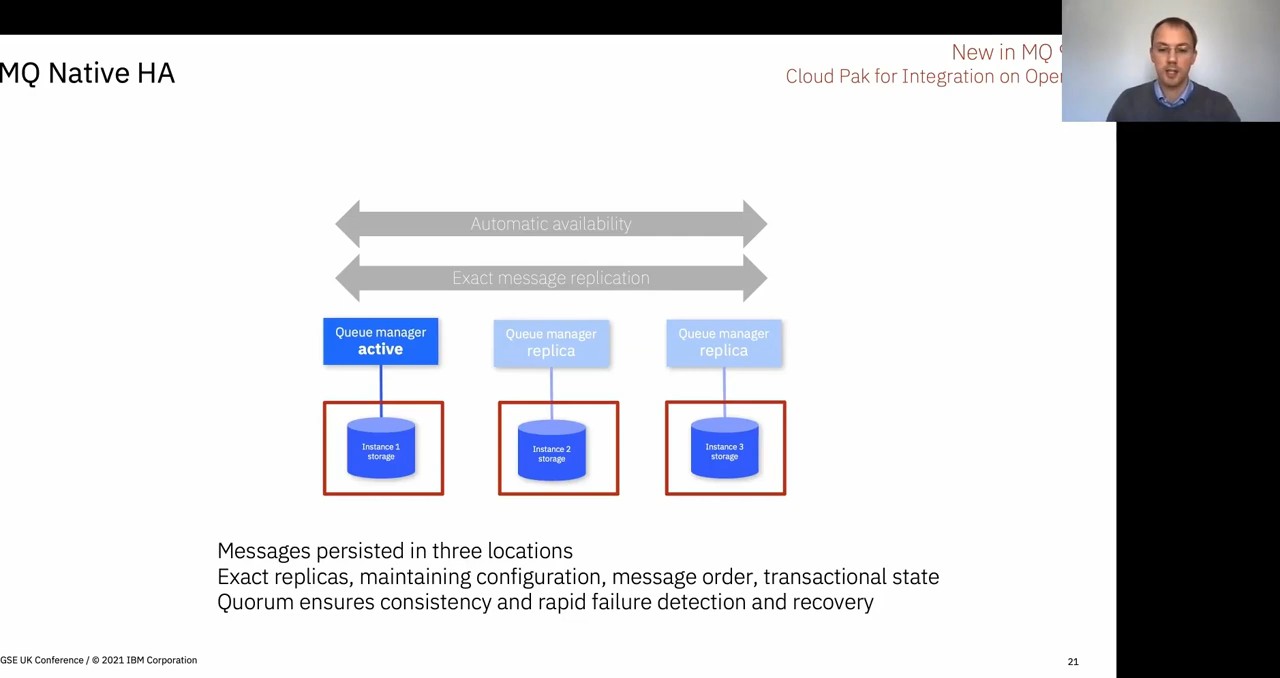 MQ Native HA
New in MQ
Cloud Pak for Integration on
Automatic availability
Exact message replication
Queue manager
active
Queue manager
replica
Queue manager
replica
Instance 1
storage
Instance 2
storage
Instance 3
storage
Messages persisted in three locations
Exact replicas, maintaining configuration, message order, transactional state
Quorum ensures consistency and rapid failure detection and recovery
GSE UK Conference / © 2021 IBM Corporation
21